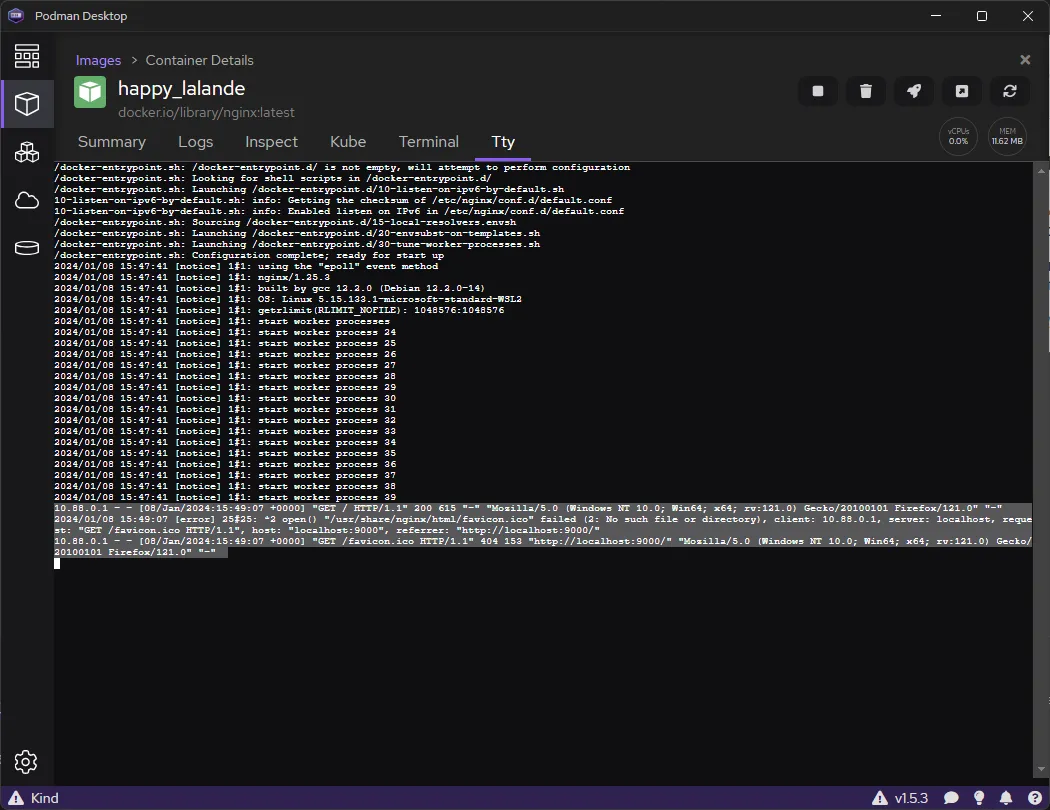 Podman Desktop
Images > Container Details
happy_lalande
docker.io/library/nginx:latest
Summary Logs Inspect Kube Terminal Tty
vCPUs
0.0%
MEM
11.62 MB
/docker-entrypoint.sh: /docker-entrypoint.d/ is not empty, will attempt to perform configuration
/docker-entrypoint.sh: Looking for shell scripts in /docker-entrypoint.d/
/docker-entrypoint.sh: Launching /docker-entrypoint.d/10-listen-on-ipv6-by-default.sh
10-listen-on-ipv6-by-default.sh: info: Getting the checksum of /etc/nginx/conf.d/default.conf
10-listen-on-ipv6-by-default.sh: info: Enabled listen on IPv6 in /etc/nginx/conf.d/default.conf
/docker-entrypoint.sh: Sourcing /docker-entrypoint.d/15-local-resolvers.envsh
/docker-entrypoint.sh: Launching /docker-entrypoint.d/20-envsubst-on-templates.sh
/docker-entrypoint.sh: Launching /docker-entrypoint.d/30-tune-worker-processes.sh
/docker-entrypoint.sh: Configuration complete; ready for start up
2024/01/08 15:47:41 [notice] 1#1: using the "epoll" event method
2024/01/08 15:47:41 [notice] 1#1: nginx/1.25.3
2024/01/08 15:47:41 [notice] 1#1: built by gcc 12.2.0 (Debian 12.2.0-14)
2024/01/08 15:47:41 [notice] 1#1: OS: Linux 5.15.133.1-microsoft-standard-WSL2
2024/01/08 15:47:41 [notice] 1#1: getrlimit(RLIMIT_NOFILE): 1048576:1048576
2024/01/08 15:47:41 [notice] 1#1: start worker processes
2024/01/08 15:47:41 [notice] 1#1: start worker process 24
2024/01/08 15:47:41 [notice] 1#1: start worker process 25
2024/01/08 15:47:41 [notice] 1#1: start worker process 26
2024/01/08 15:47:41 [notice] 1#1: start worker process 27
2024/01/08 15:47:41 [notice] 1#1: start worker process 28
2024/01/08 15:47:41 [notice] 1#1: start worker process 29
2024/01/08 15:47:41 [notice] 1#1: start worker process 30
2024/01/08 15:47:41 [notice] 1#1: start worker process 31
2024/01/08 15:47:41 [notice] 1#1: start worker process 32
2024/01/08 15:47:41 [notice] 1#1: start worker process 33
2024/01/08 15:47:41 [notice] 1#1: start worker process 34
2024/01/08 15:47:41 [notice] 1#1: start worker process 35
2024/01/08 15:47:41 [notice] 1#1: start worker process 36
2024/01/08 15:47:41 [notice] 1#1: start worker process 37
2024/01/08 15:47:41 [notice] 1#1: start worker process 38
2024/01/08 15:47:41 [notice] 1#1: start worker process 39
10.88.0.1 - - [08/Jan/2024:15:49:07 +0000] "GET / HTTP/1.1" 200 615 "-" "Mozilla/5.0 (Windows NT 10.0; Win64; x64; rv:121.0) Gecko/20100101 Firefox/121.0" "-"
2024/01/08 15:49:07 [error] 25#25: *2 open() "/usr/share/nginx/html/favicon.ico" failed (2: No such file or directory), client: 10.88.0.1, server: localhost, reque
st: "GET /favicon.ico HTTP/1.1", host: "localhost:9000", referrer: "http://localhost:9000/"
10.88.0.1 - - [08/Jan/2024:15:49:07 +0000] "GET /favicon.ico HTTP/1.1" 404 153 "http://localhost:9000/" "Mozilla/5.0 (Windows NT 10.0; Win64; x64; rv:121.0) Gecko/
20100101 Firefox/121.0" "-"
Kind
v1.5.3